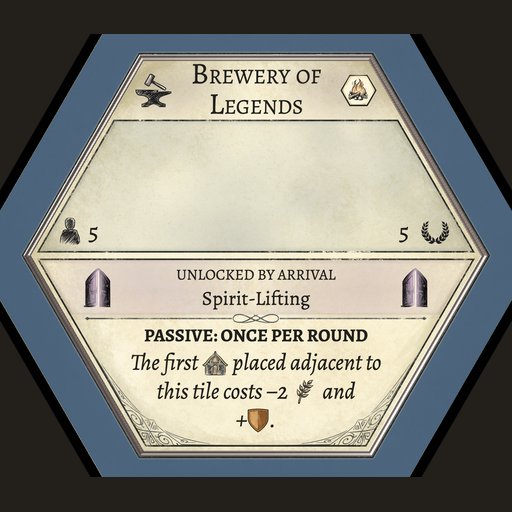 Brewery of
Legends
5
5
UNLOCKED BY ARRIVAL
Spirit-Lifting
PASSIVE: ONCE PER ROUND
The first placed adjacent to
this tile costs –2 and
+.